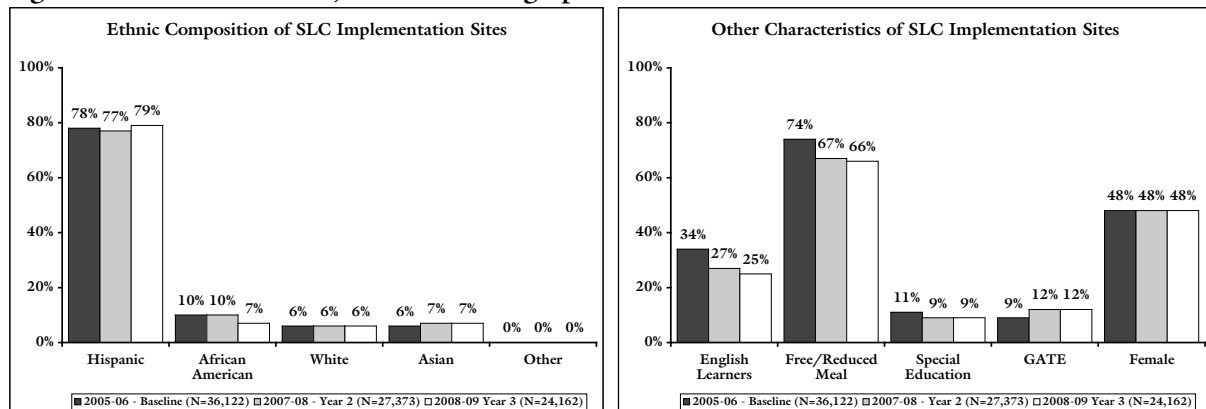 Ethnic Composition of SLC Implementation Sites
100%
80%
60%
40%
20%
0%
78% 77% 79%
10% 10% 7%
6% 6% 6%
6% 7% 7%
0% 0% 0%
Hispanic
African
American
White
Asian
Other
2005-06 - Baseline (N=36,122) 2007-08 - Year 2 (N=27,373) 2008-09 Year 3 (N=24,162)
Other Characteristics of SLC Implementation Sites
100%
80%
60%
40%
20%
0%
34% 27% 25%
74% 67% 66%
11% 9% 9%
9% 12% 12%
48% 48% 48%
English
Learners
Free/Reduced
Meal
Special
Education
GATE
Female
2005-06 - Baseline (N=36,122) 2007-08 - Year 2 (N=27,373) 2008-09 Year 3 (N=24,162)